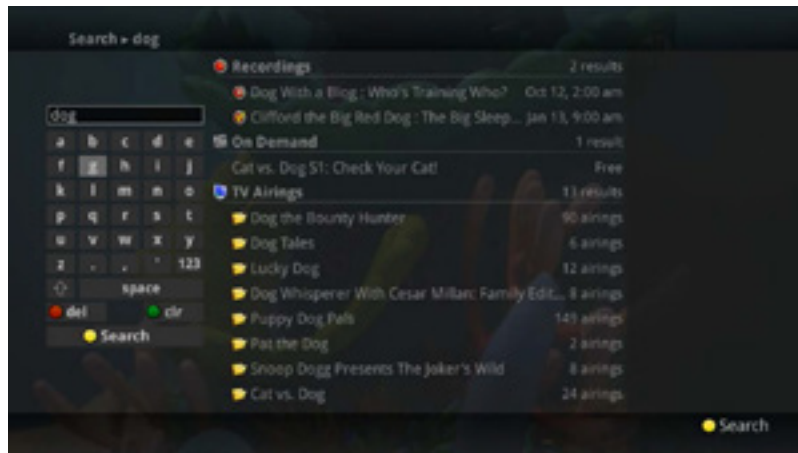 Search ▸ dog
Recordings 2 results
Dog With a Blog : Who's Training Who? Oct 12, 2:00 am
Clifford the Big Red Dog : The Big Sleep... Jan 13, 9:00 am
dog
a b c d e
f g h i j
k l m n o
p q r s t
u v w x y
z . , ' 123
space
del clr
Search
On Demand 1 result
Cat vs. Dog S1: Check Your Cat! Free
TV Airings 13 results
Dog the Bounty Hunter 90 airings
Dog Tales 6 airings
Lucky Dog 12 airings
Dog Whisperer With Cesar Millan: Family Edit... 8 airings
Puppy Dog Pals 149 airings
Pat the Dog 2 airings
Snoop Dogg Presents The Joker's Wild 8 airings
Cat vs. Dog 24 airings
Search